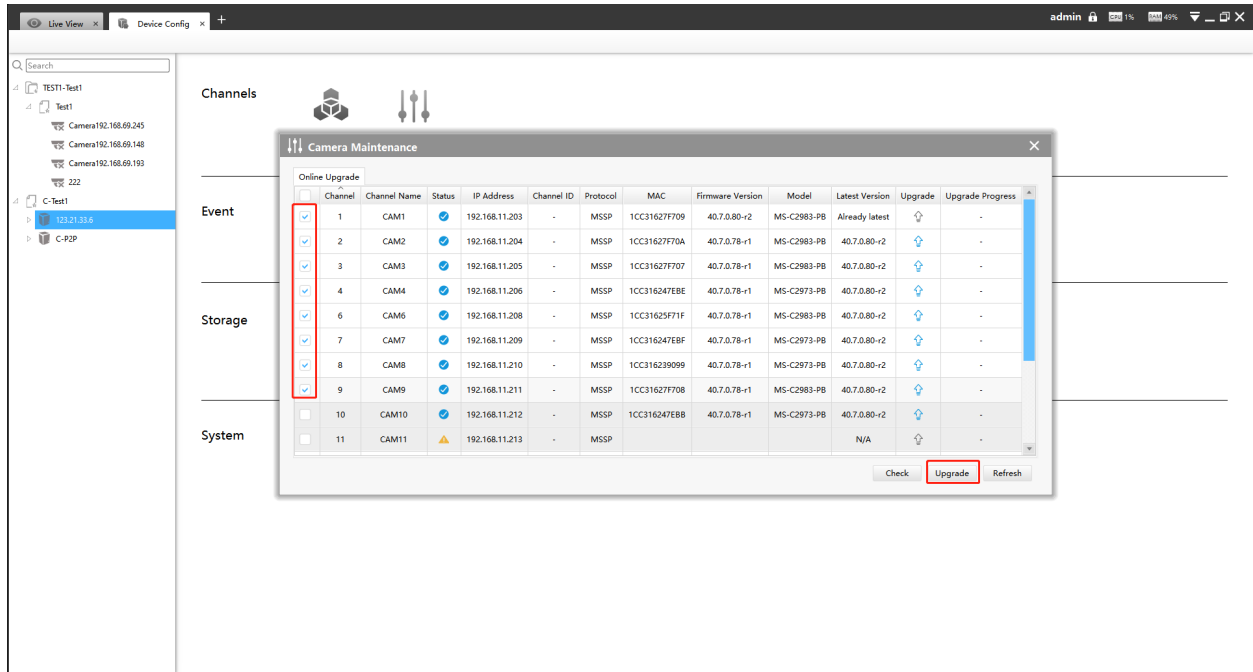 Live View × Device Config × + admin CPU 1% RAM 49%
Search
TEST1-Test1
Test1
Camera192.168.69.245
Camera192.168.69.148
Camera192.168.69.193
222
C-Test1
123.21.33.6
C-P2P
Channels
Event
Storage
System
Camera Maintenance
Online Upgrade
Channel Channel Name Status IP Address Channel ID Protocol MAC Firmware Version Model Latest Version Upgrade Upgrade Progress
1 CAM1 192.168.11.203 - MSSP 1CC31627F709 40.7.0.80-r2 MS-C2983-PB Already latest -
2 CAM2 192.168.11.204 - MSSP 1CC31627F70A 40.7.0.78-r1 MS-C2983-PB 40.7.0.80-r2 -
3 CAM3 192.168.11.205 - MSSP 1CC31627F707 40.7.0.78-r1 MS-C2983-PB 40.7.0.80-r2 -
4 CAM4 192.168.11.206 - MSSP 1CC316247EBE 40.7.0.78-r1 MS-C2973-PB 40.7.0.80-r2 -
6 CAM6 192.168.11.208 - MSSP 1CC31625F71F 40.7.0.78-r1 MS-C2983-PB 40.7.0.80-r2 -
7 CAM7 192.168.11.209 - MSSP 1CC316247EBF 40.7.0.78-r1 MS-C2973-PB 40.7.0.80-r2 -
8 CAM8 192.168.11.210 - MSSP 1CC316239099 40.7.0.78-r1 MS-C2973-PB 40.7.0.80-r2 -
9 CAM9 192.168.11.211 - MSSP 1CC31627F708 40.7.0.78-r1 MS-C2983-PB 40.7.0.80-r2 -
10 CAM10 192.168.11.212 - MSSP 1CC316247EBB 40.7.0.78-r1 MS-C2973-PB 40.7.0.80-r2 -
11 CAM11 192.168.11.213 - MSSP N/A -
Check Upgrade Refresh